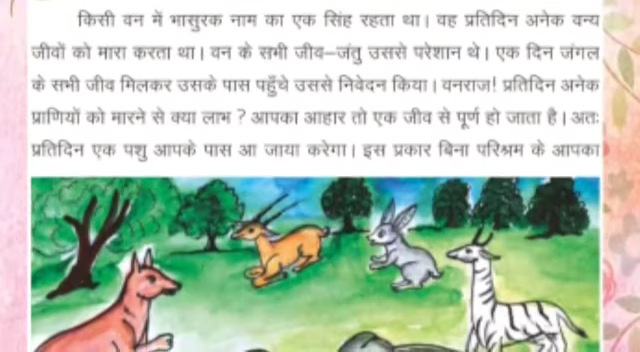 किसी वन में भासुरक नाम का एक सिंह रहता था। वह प्रतिदिन अनेक वन्य
जीवों को मारा करता था। वन के सभी जीव–जंतु उससे परेशान थे। एक दिन जंगल
के सभी जीव मिलकर उसके पास पहुँचे उससे निवेदन किया। वनराज! प्रतिदिन अनेक
प्राणियों को मारने से क्या लाभ ? आपका आहार तो एक जीव से पूर्ण हो जाता है। अतः
प्रतिदिन एक पशु आपके पास आ जाया करेगा। इस प्रकार बिना परिश्रम के आपका